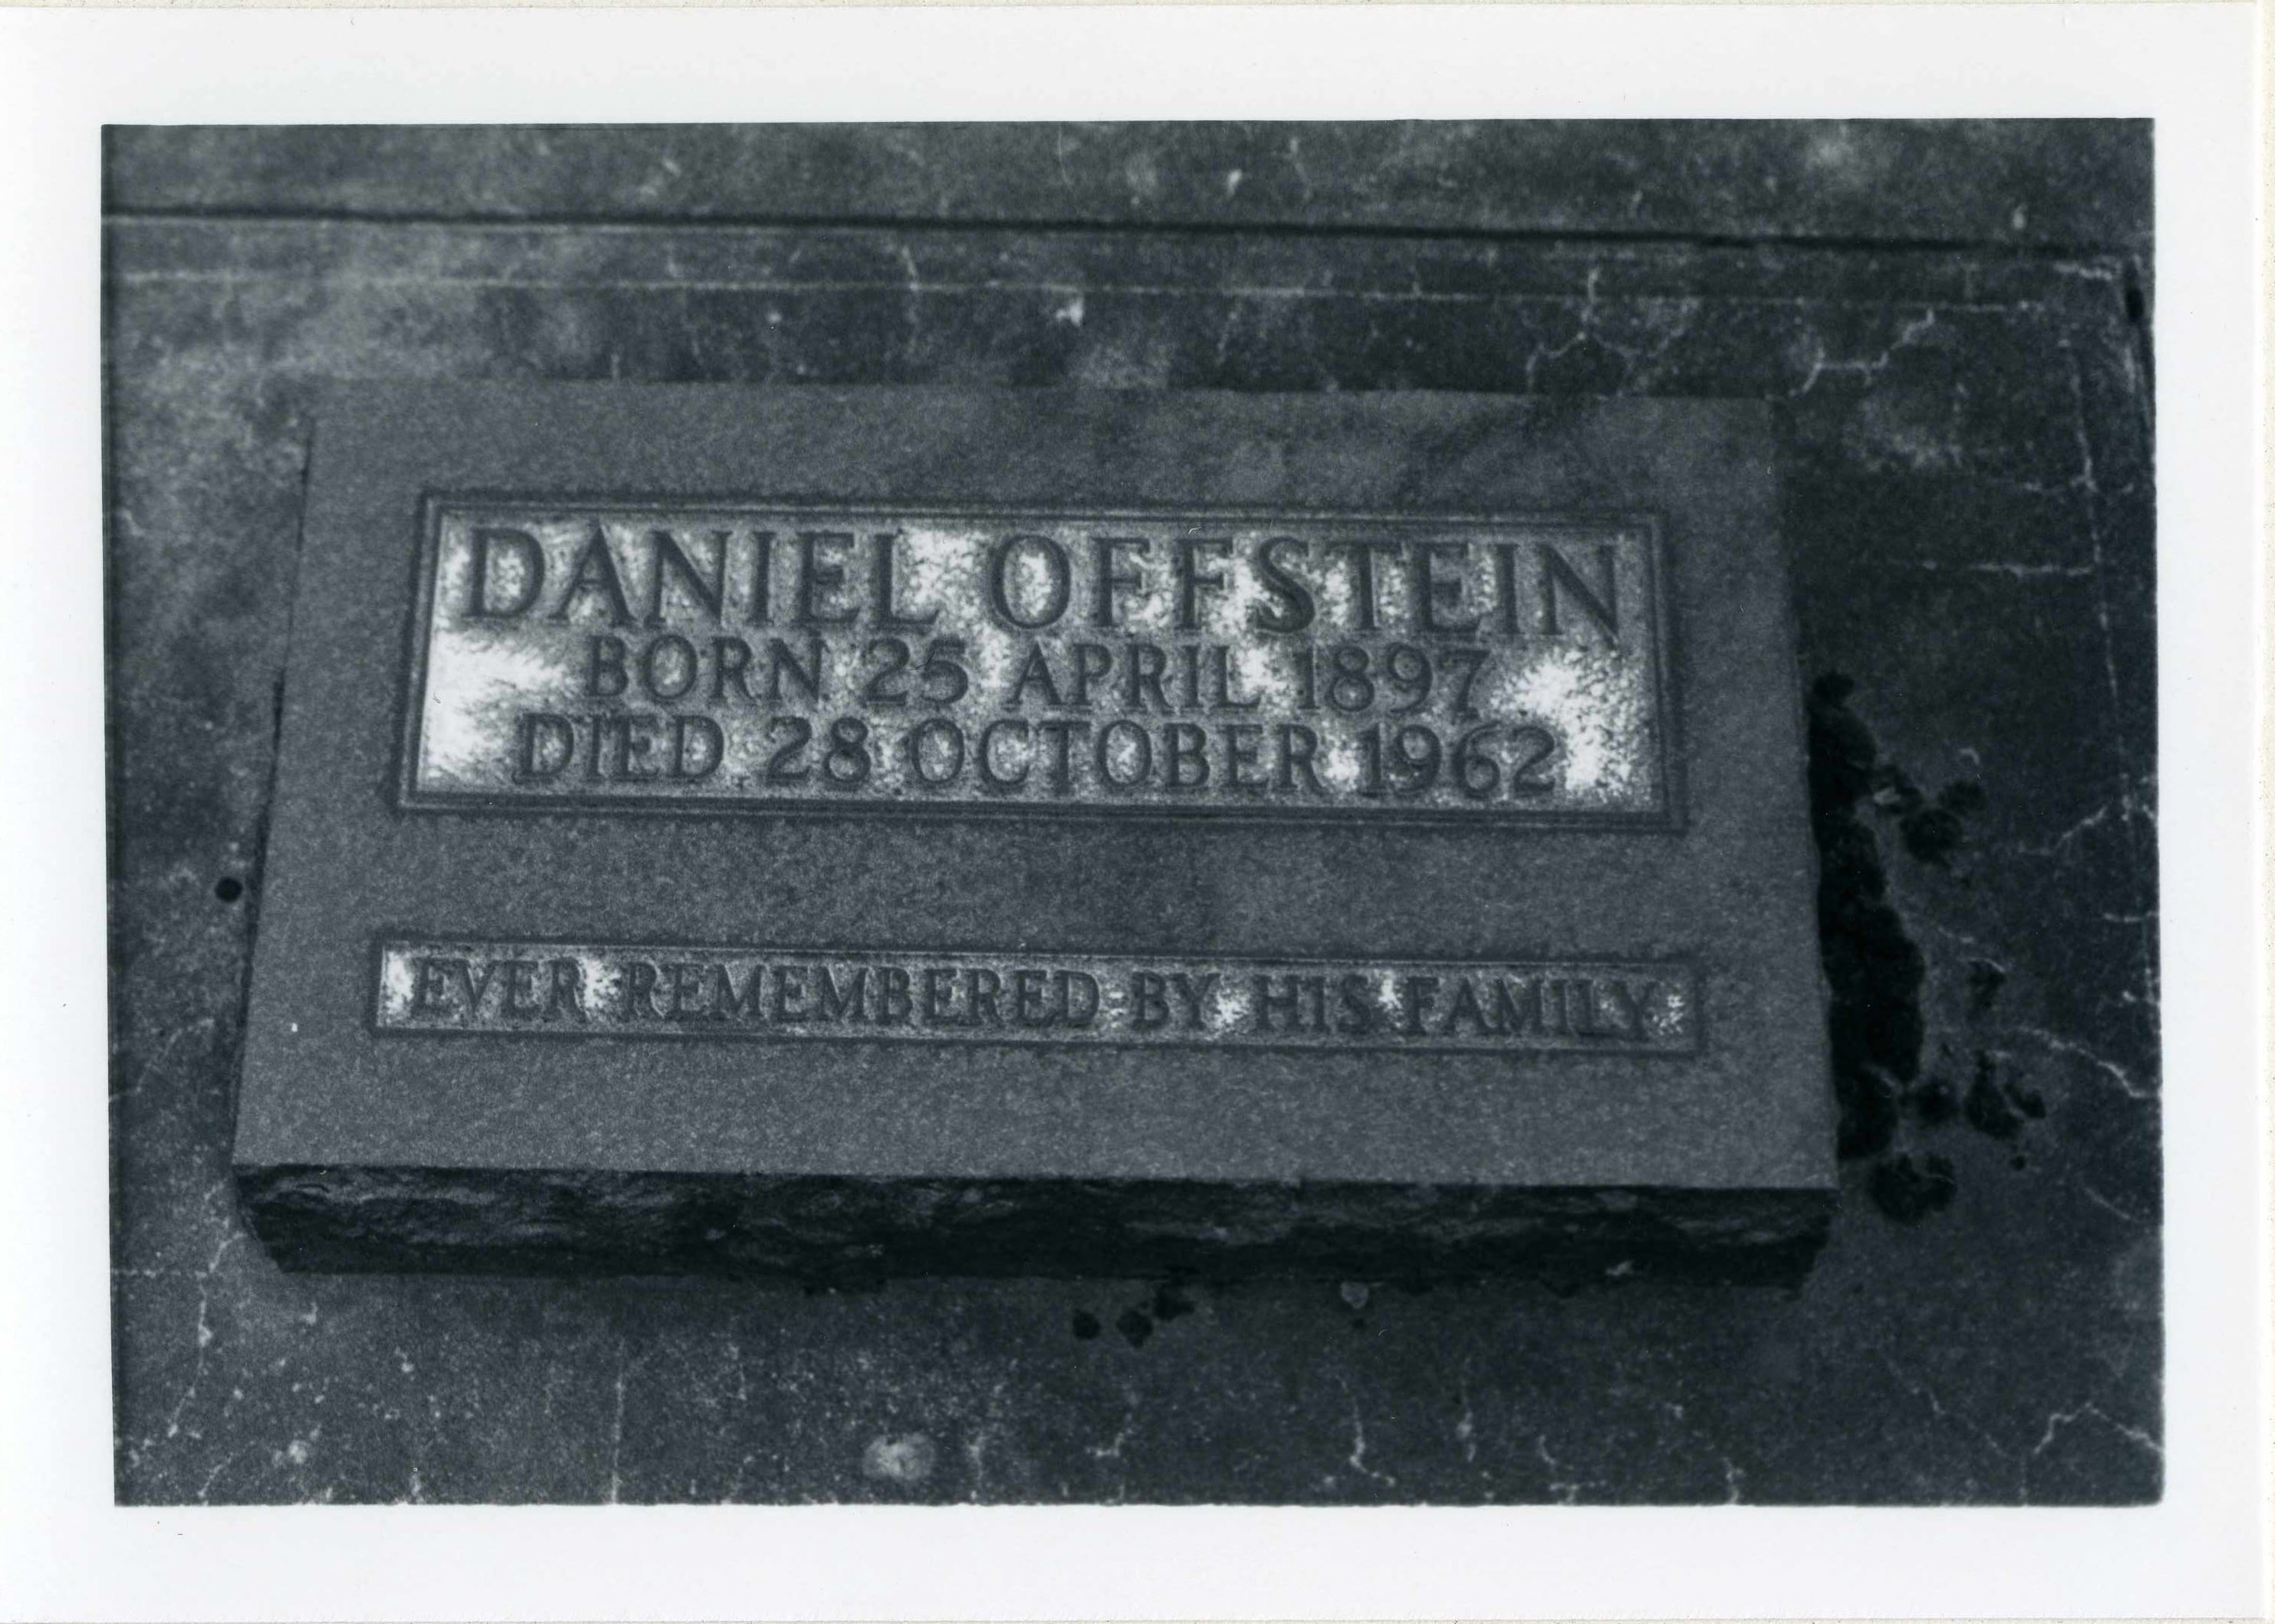 DANIEL OFFSTEIN
BORN 25 APRIL 1897
DIED 28 OCTOBER 1962
EVER REMEMBERED BY HIS FAMILY